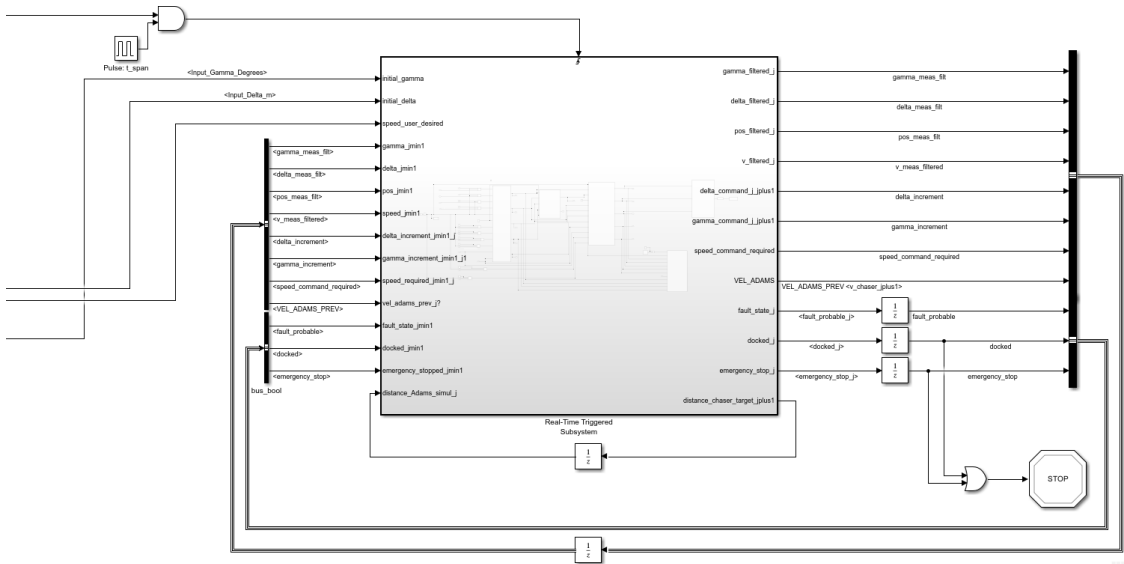 Pulse: t_span
<Input_Gamma_Degrees>
<Input_Delta_m>
initial_gamma
initial_delta
speed_user_desired
gamma_jmin1
delta_jmin1
pos_jmin1
speed_jmin1
delta_increment_jmin1_j
gamma_increment_jmin1_j1
speed_required_jmin1_j
vel_adams_prev_j?
fault_state_jmin1
docked_jmin1
emergency_stopped_jmin1
distance_Adams_simul_j
<gamma_meas_filt>
<delta_meas_filt>
<pos_meas_filt>
<v_meas_filtered>
<delta_increment>
<gamma_increment>
<speed_command_required>
<VEL_ADAMS_PREV>
<fault_probable>
<docked>
<emergency_stop>
bus_bool
gamma_filtered_j
delta_filtered_j
pos_filtered_j
v_filtered_j
delta_command_j_jplus1
gamma_command_j_jplus1
speed_command_required
VEL_ADAMS
fault_state_j
docked_j
emergency_stop_j
distance_chaser_target_jplus1
gamma_meas_filt
delta_meas_filt
pos_meas_filt
v_meas_filtered
delta_increment
gamma_increment
speed_command_required
VEL_ADAMS_PREV <v_chaser_jplus1>
<fault_probable_j>
1
z
fault_probable
<docked_j>
1
z
docked
<emergency_stop_j>
1
z
emergency_stop
Real-Time Triggered
Subsystem
1
z
STOP
1
z